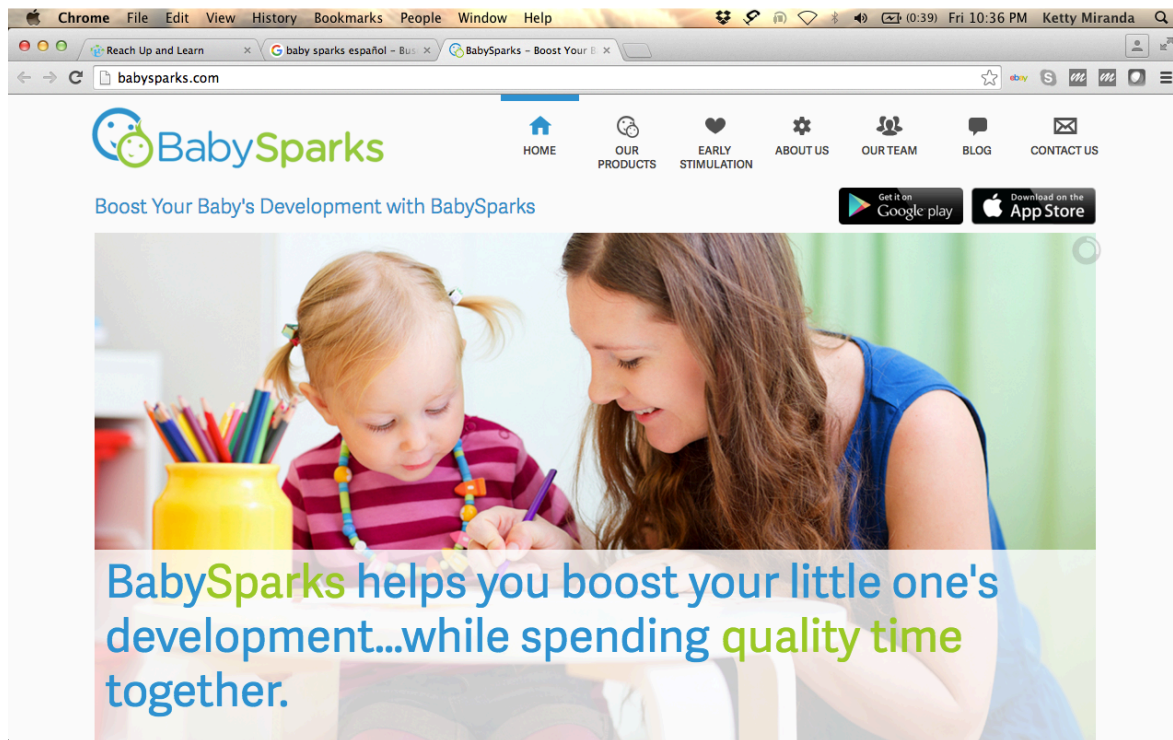 Chrome File Edit View History Bookmarks People Window Help (0:39) Fri 10:36 PM Ketty Miranda
Reach Up and Learn × baby sparks español - Bus × BabySparks – Boost Your B ×
babysparks.com
ebay S m m
BabySparks
HOME
OUR
PRODUCTS
EARLY
STIMULATION
ABOUT US
OUR TEAM
BLOG
CONTACT US
Boost Your Baby's Development with BabySparks
Get it on
Google play
Download on the
App Store
BabySparks helps you boost your little one's
development...while spending quality time
together.